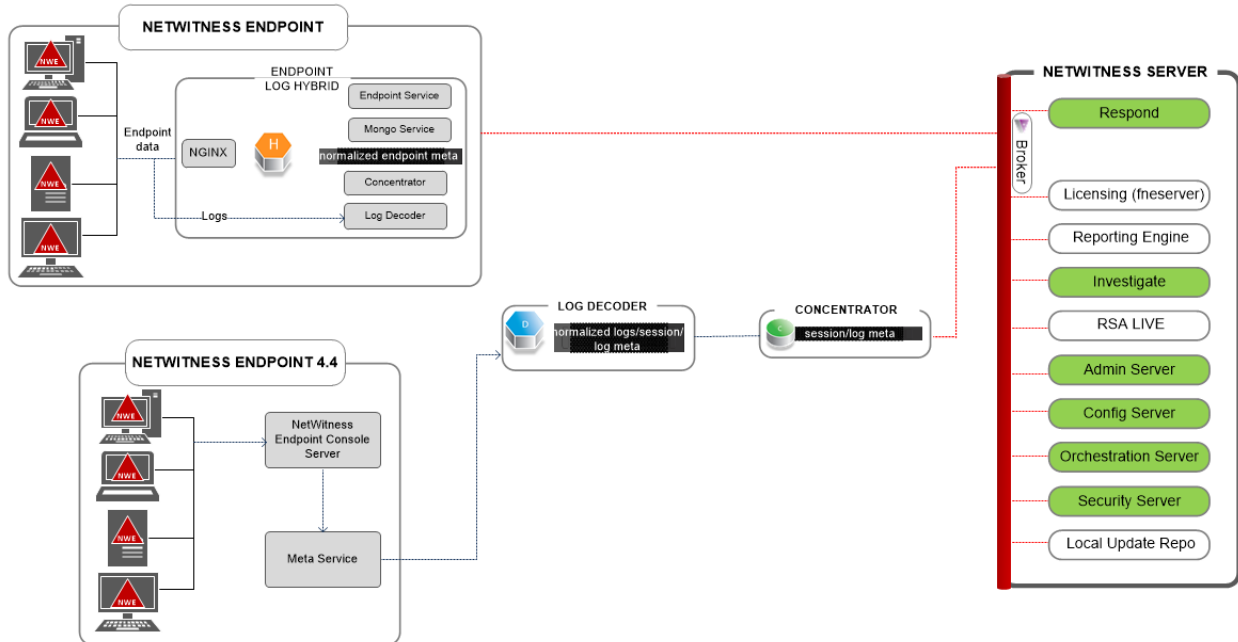 NETWITNESS ENDPOINT
NWE
NWE
NWE
NWE
Endpoint
data
ENDPOINT
LOG HYBRID
NGINX
H
Endpoint Service
Mongo Service
normalized endpoint meta
Concentrator
Log Decoder
Logs
NETWITNESS ENDPOINT 4.4
NWE
NWE
NWE
NWE
NetWitness
Endpoint Console
Server
Meta Service
LOG DECODER
D
normalized logs/session/
log meta
CONCENTRATOR
C
session/log meta
NETWITNESS SERVER
Broker
Respond
Licensing (fneserver)
Reporting Engine
Investigate
RSA LIVE
Admin Server
Config Server
Orchestration Server
Security Server
Local Update Repo